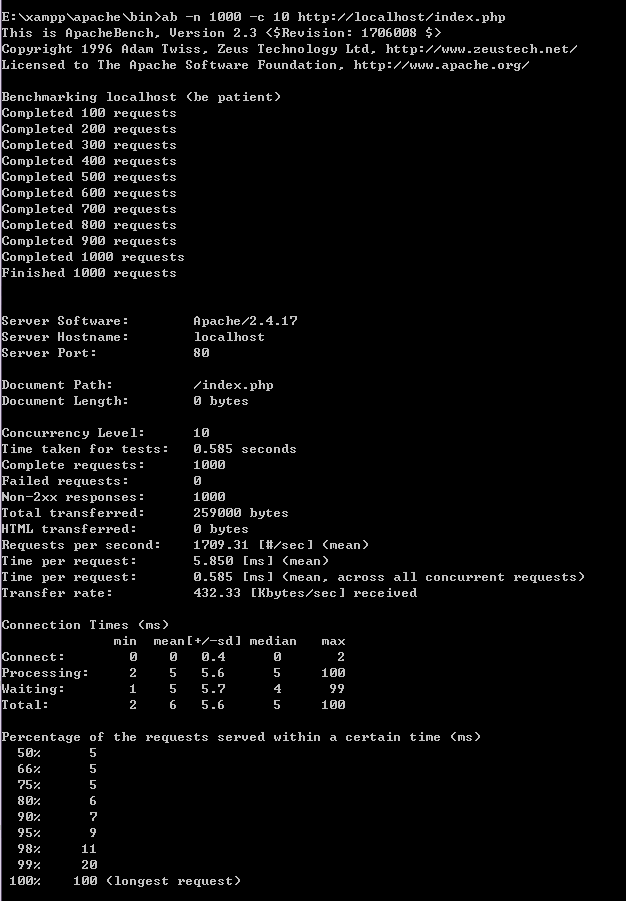 E:\xampp\apache\bin>ab -n 1000 -c 10 http://localhost/index.php
This is ApacheBench, Version 2.3 <$Revision: 1706008 $>
Copyright 1996 Adam Twiss, Zeus Technology Ltd, http://www.zeustech.net/
Licensed to The Apache Software Foundation, http://www.apache.org/

Benchmarking localhost (be patient)
Completed 100 requests
Completed 200 requests
Completed 300 requests
Completed 400 requests
Completed 500 requests
Completed 600 requests
Completed 700 requests
Completed 800 requests
Completed 900 requests
Completed 1000 requests
Finished 1000 requests


Server Software:        Apache/2.4.17
Server Hostname:        localhost
Server Port:            80

Document Path:          /index.php
Document Length:        0 bytes

Concurrency Level:      10
Time taken for tests:   0.585 seconds
Complete requests:      1000
Failed requests:        0
Non-2xx responses:      1000
Total transferred:      259000 bytes
HTML transferred:       0 bytes
Requests per second:    1709.31 [#/sec] (mean)
Time per request:       5.850 [ms] (mean)
Time per request:       0.585 [ms] (mean, across all concurrent requests)
Transfer rate:          432.33 [Kbytes/sec] received

Connection Times (ms)
              min  mean[+/-sd] median   max
Connect:        0    0   0.4      0       2
Processing:     2    5   5.6      5     100
Waiting:        1    5   5.7      4      99
Total:          2    6   5.6      5     100

Percentage of the requests served within a certain time (ms)
  50%      5
  66%      5
  75%      5
  80%      6
  90%      7
  95%      9
  98%     11
  99%     20
 100%    100 (longest request)